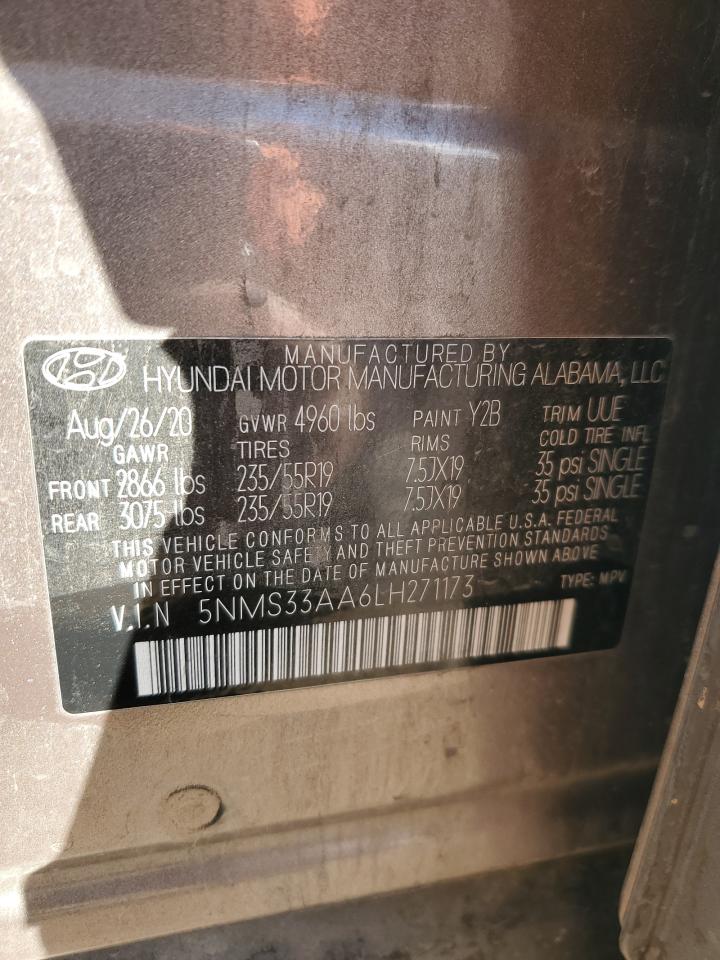 MANUFACTURED BY
HYUNDAI MOTOR MANUFACTURING ALABAMA, LLC
Aug/26/20 GVWR 4960 lbs PAINT Y2B TRIM UUE
GAWR TIRES RIMS COLD TIRE INFL
FRONT 2866 lbs 235/55R19 7.5JX19 35 psi SINGLE
REAR 3075 lbs 235/55R19 7.5JX19 35 psi SINGLE
THIS VEHICLE CONFORMS TO ALL APPLICABLE U.S.A. FEDERAL
MOTOR VEHICLE SAFETY AND THEFT PREVENTION STANDARDS
IN EFFECT ON THE DATE OF MANUFACTURE SHOWN ABOVE
V.I.N 5NMS33AA6LH271173 TYPE: MPV